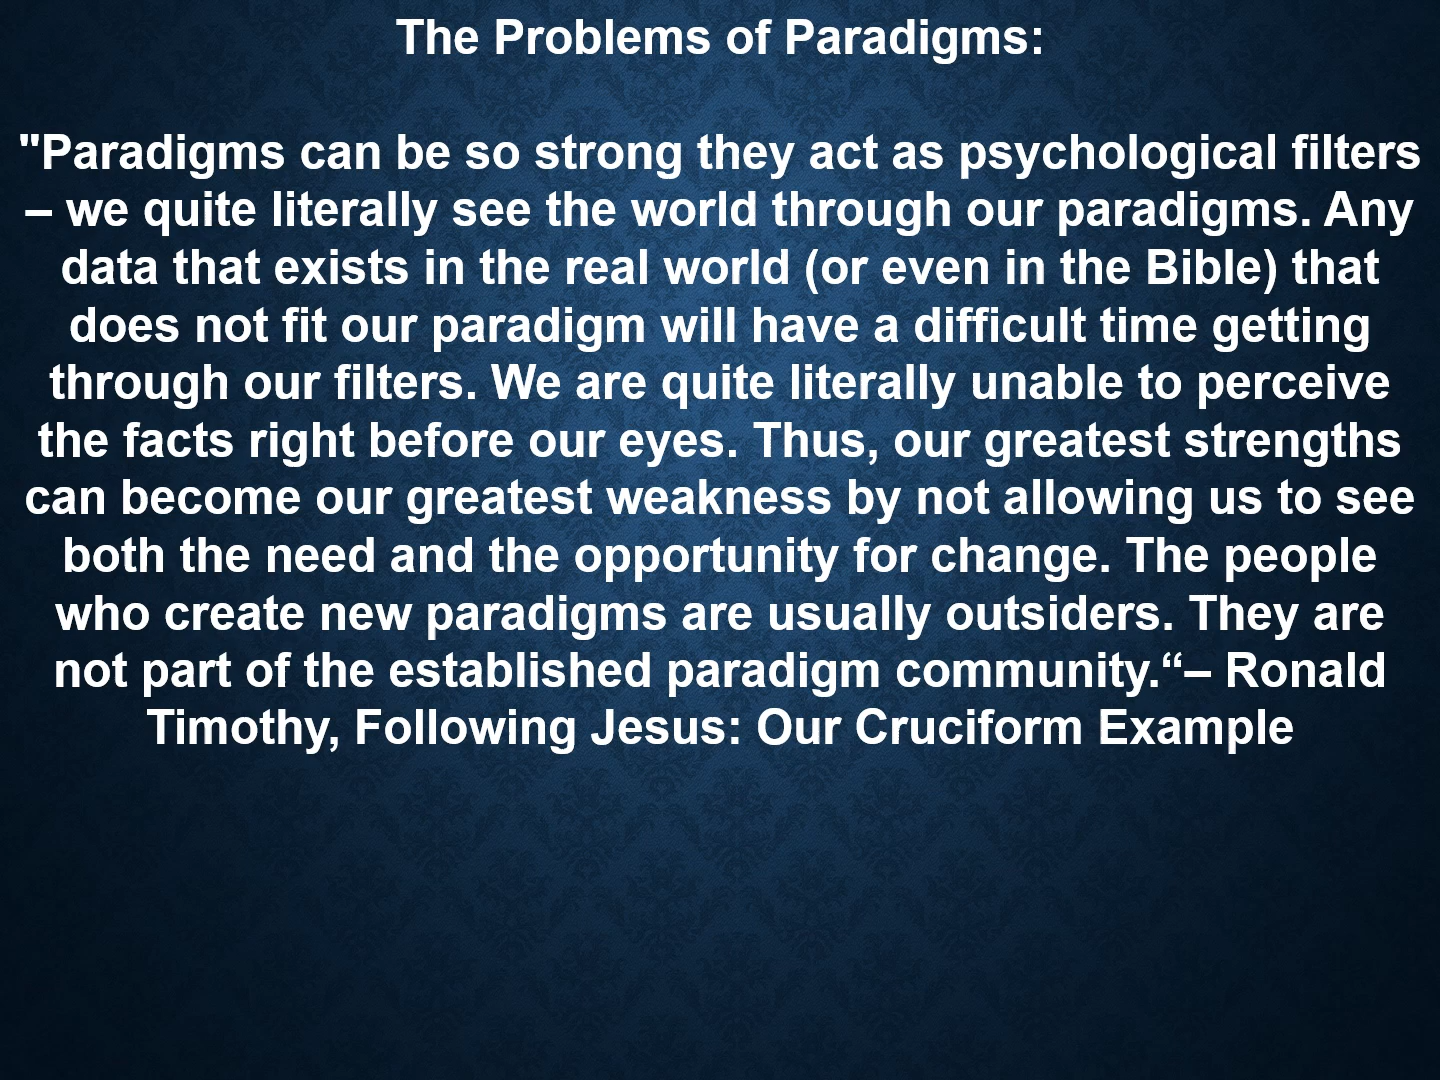 The Problems of Paradigms:
"Paradigms can be so strong they act as psychological filters
– we quite literally see the world through our paradigms. Any
data that exists in the real world (or even in the Bible) that
does not fit our paradigm will have a difficult time getting
through our filters. We are quite literally unable to perceive
the facts right before our eyes. Thus, our greatest strengths
can become our greatest weakness by not allowing us to see
both the need and the opportunity for change. The people
who create new paradigms are usually outsiders. They are
not part of the established paradigm community.“– Ronald
Timothy, Following Jesus: Our Cruciform Example